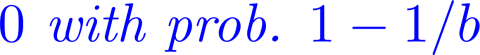 0 with prob. 1 − 1/b